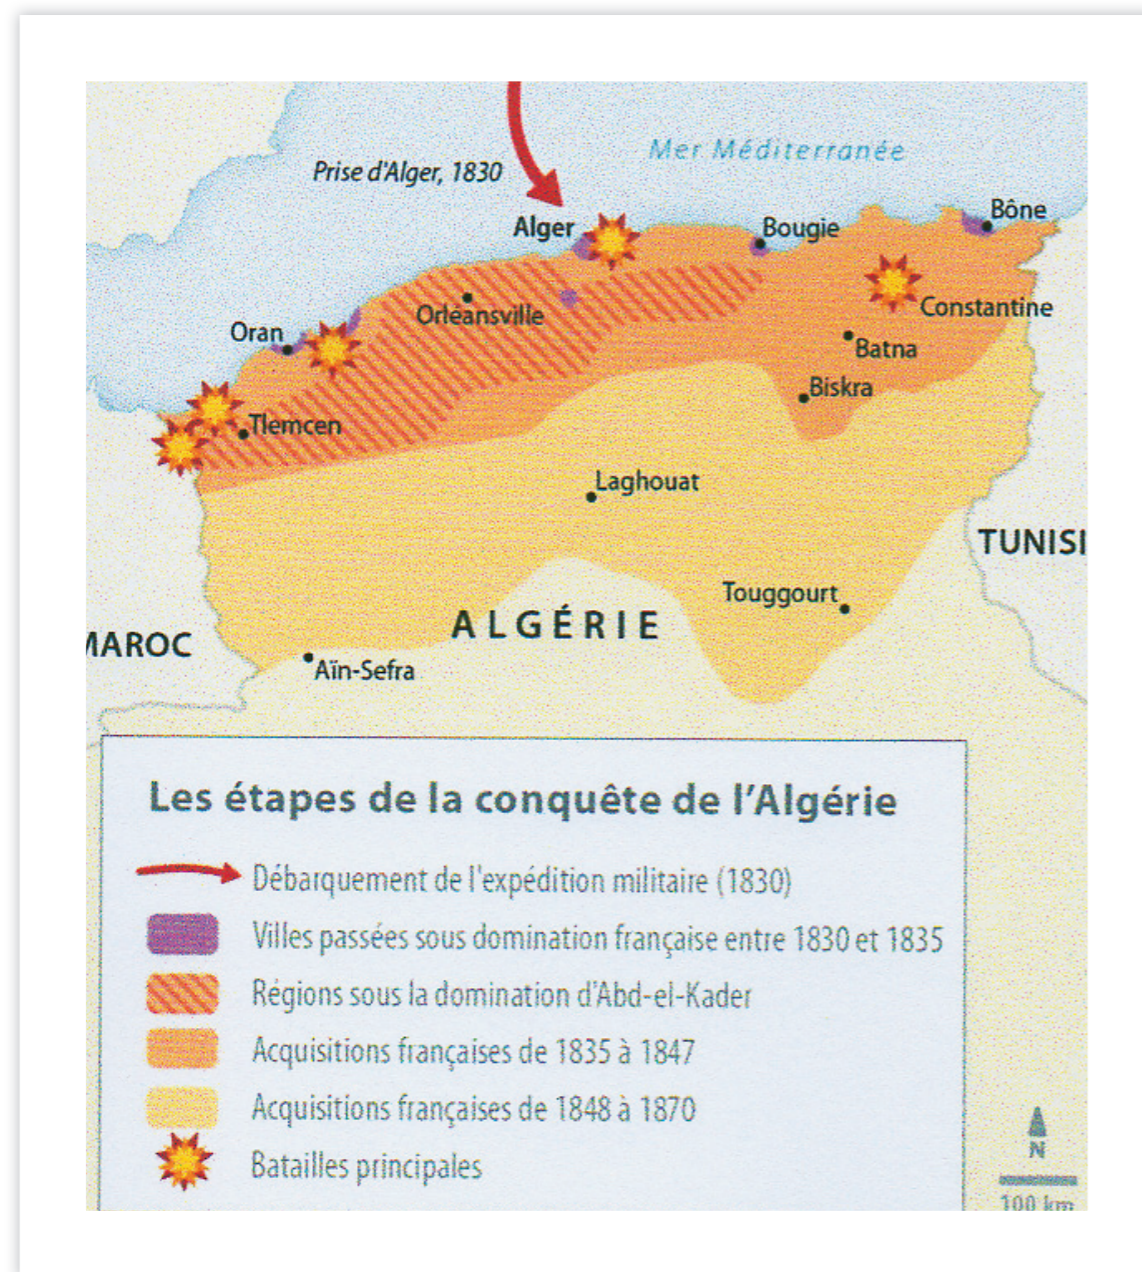 Mer Méditerranée
Prise d'Alger, 1830
Alger
Bougie
Bône
Constantine
Orléansville
Oran
Batna
Biskra
Tlemcen
Laghouat
TUNISI
Touggourt
ALGÉRIE
MAROC
Aïn-Sefra
Les étapes de la conquête de l'Algérie
Débarquement de l'expédition militaire (1830)
Villes passées sous domination française entre 1830 et 1835
Régions sous la domination d'Abd-el-Kader
Acquisitions françaises de 1835 à 1847
Acquisitions françaises de 1848 à 1870
Batailles principales
N
100 km